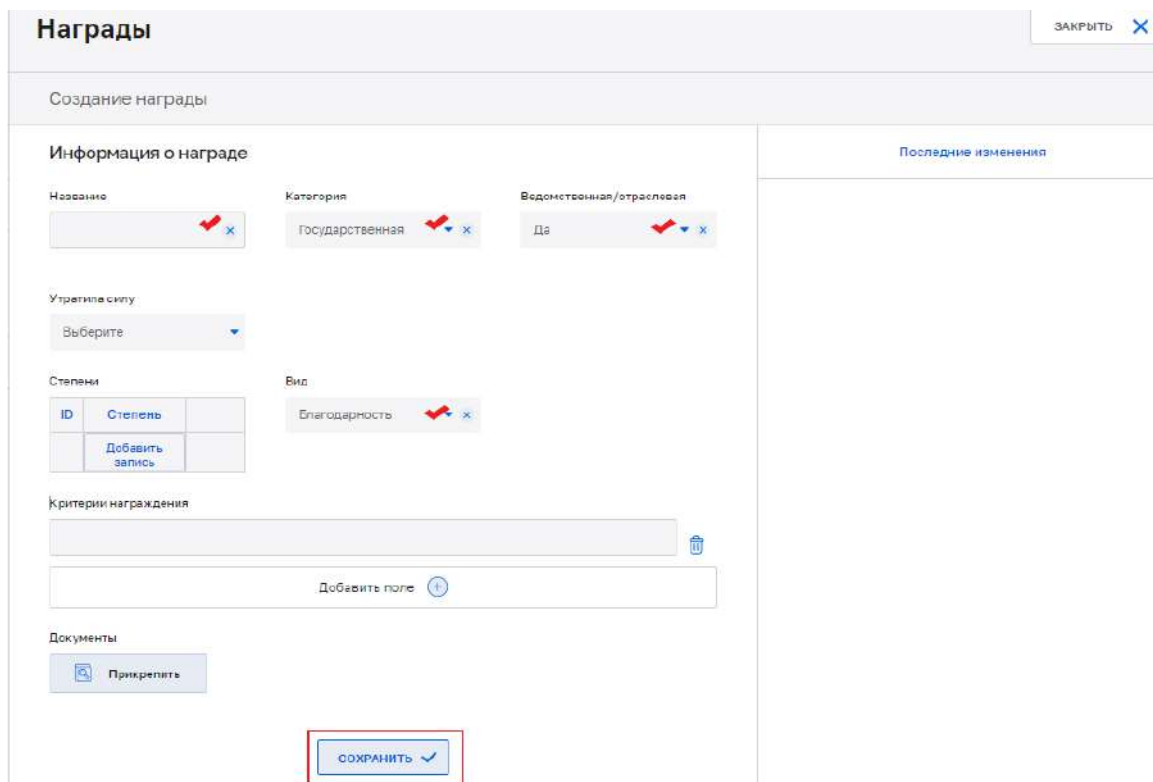 Награды
ЗАКРЫТЬ
Создание награды
Информация о награде
Последние изменения
Название
Категория
Ведомственная/отраслевая
Государственная
Да
Утратила силу
Выберите
Степени
Вид
ID
Степень
Благодарность
Добавить
запись
Критерии награждения
Добавить поле
Документы
Прикрепить
СОХРАНИТЬ